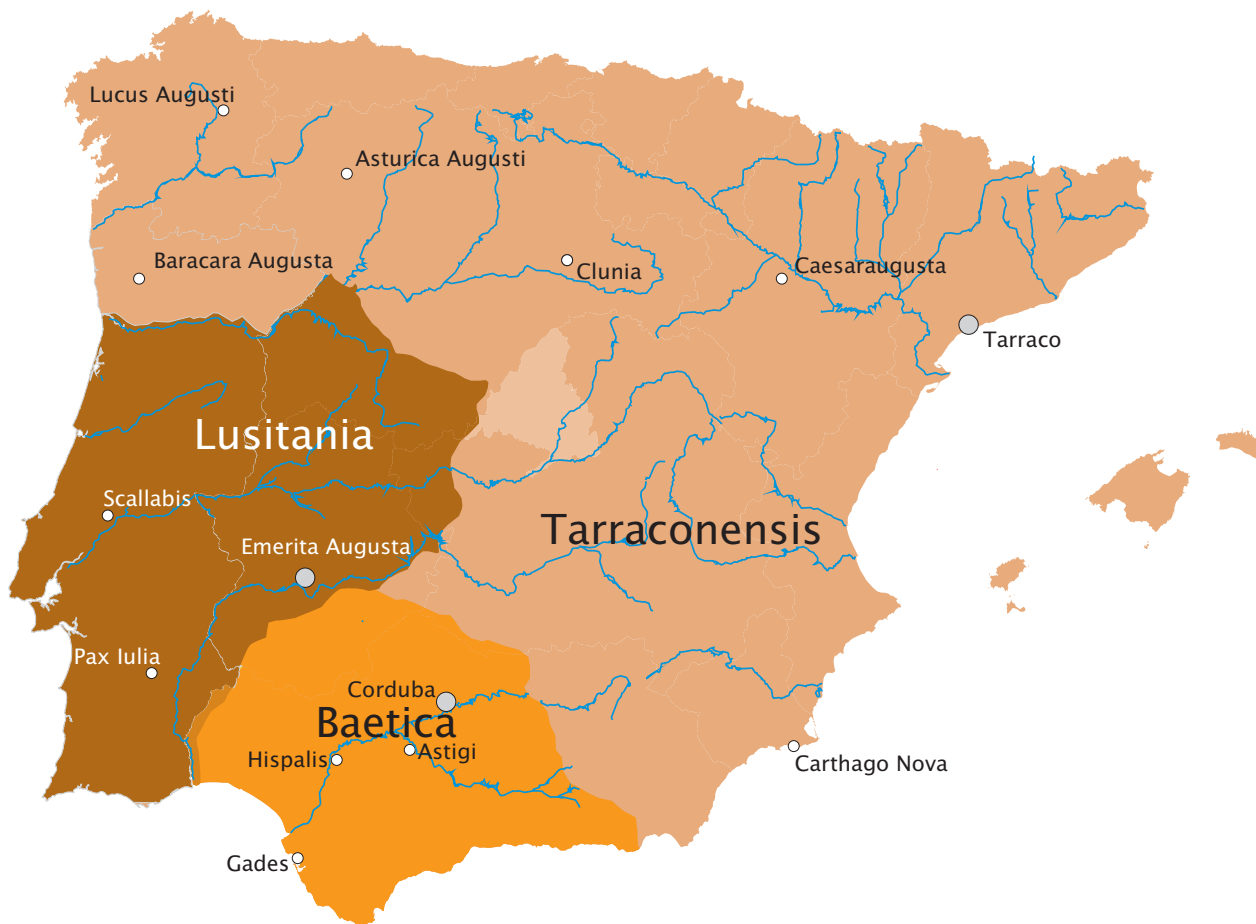 Lucus Augusti
Asturica Augusti
Baracara Augusta
Clunia
Caesaraugusta
Tarraco
Lusitania
Scallabis
Tarraconensis
Emerita Augusta
Pax Iulia
Corduba
Baetica
Hispalis
Astigi
Carthago Nova
Gades